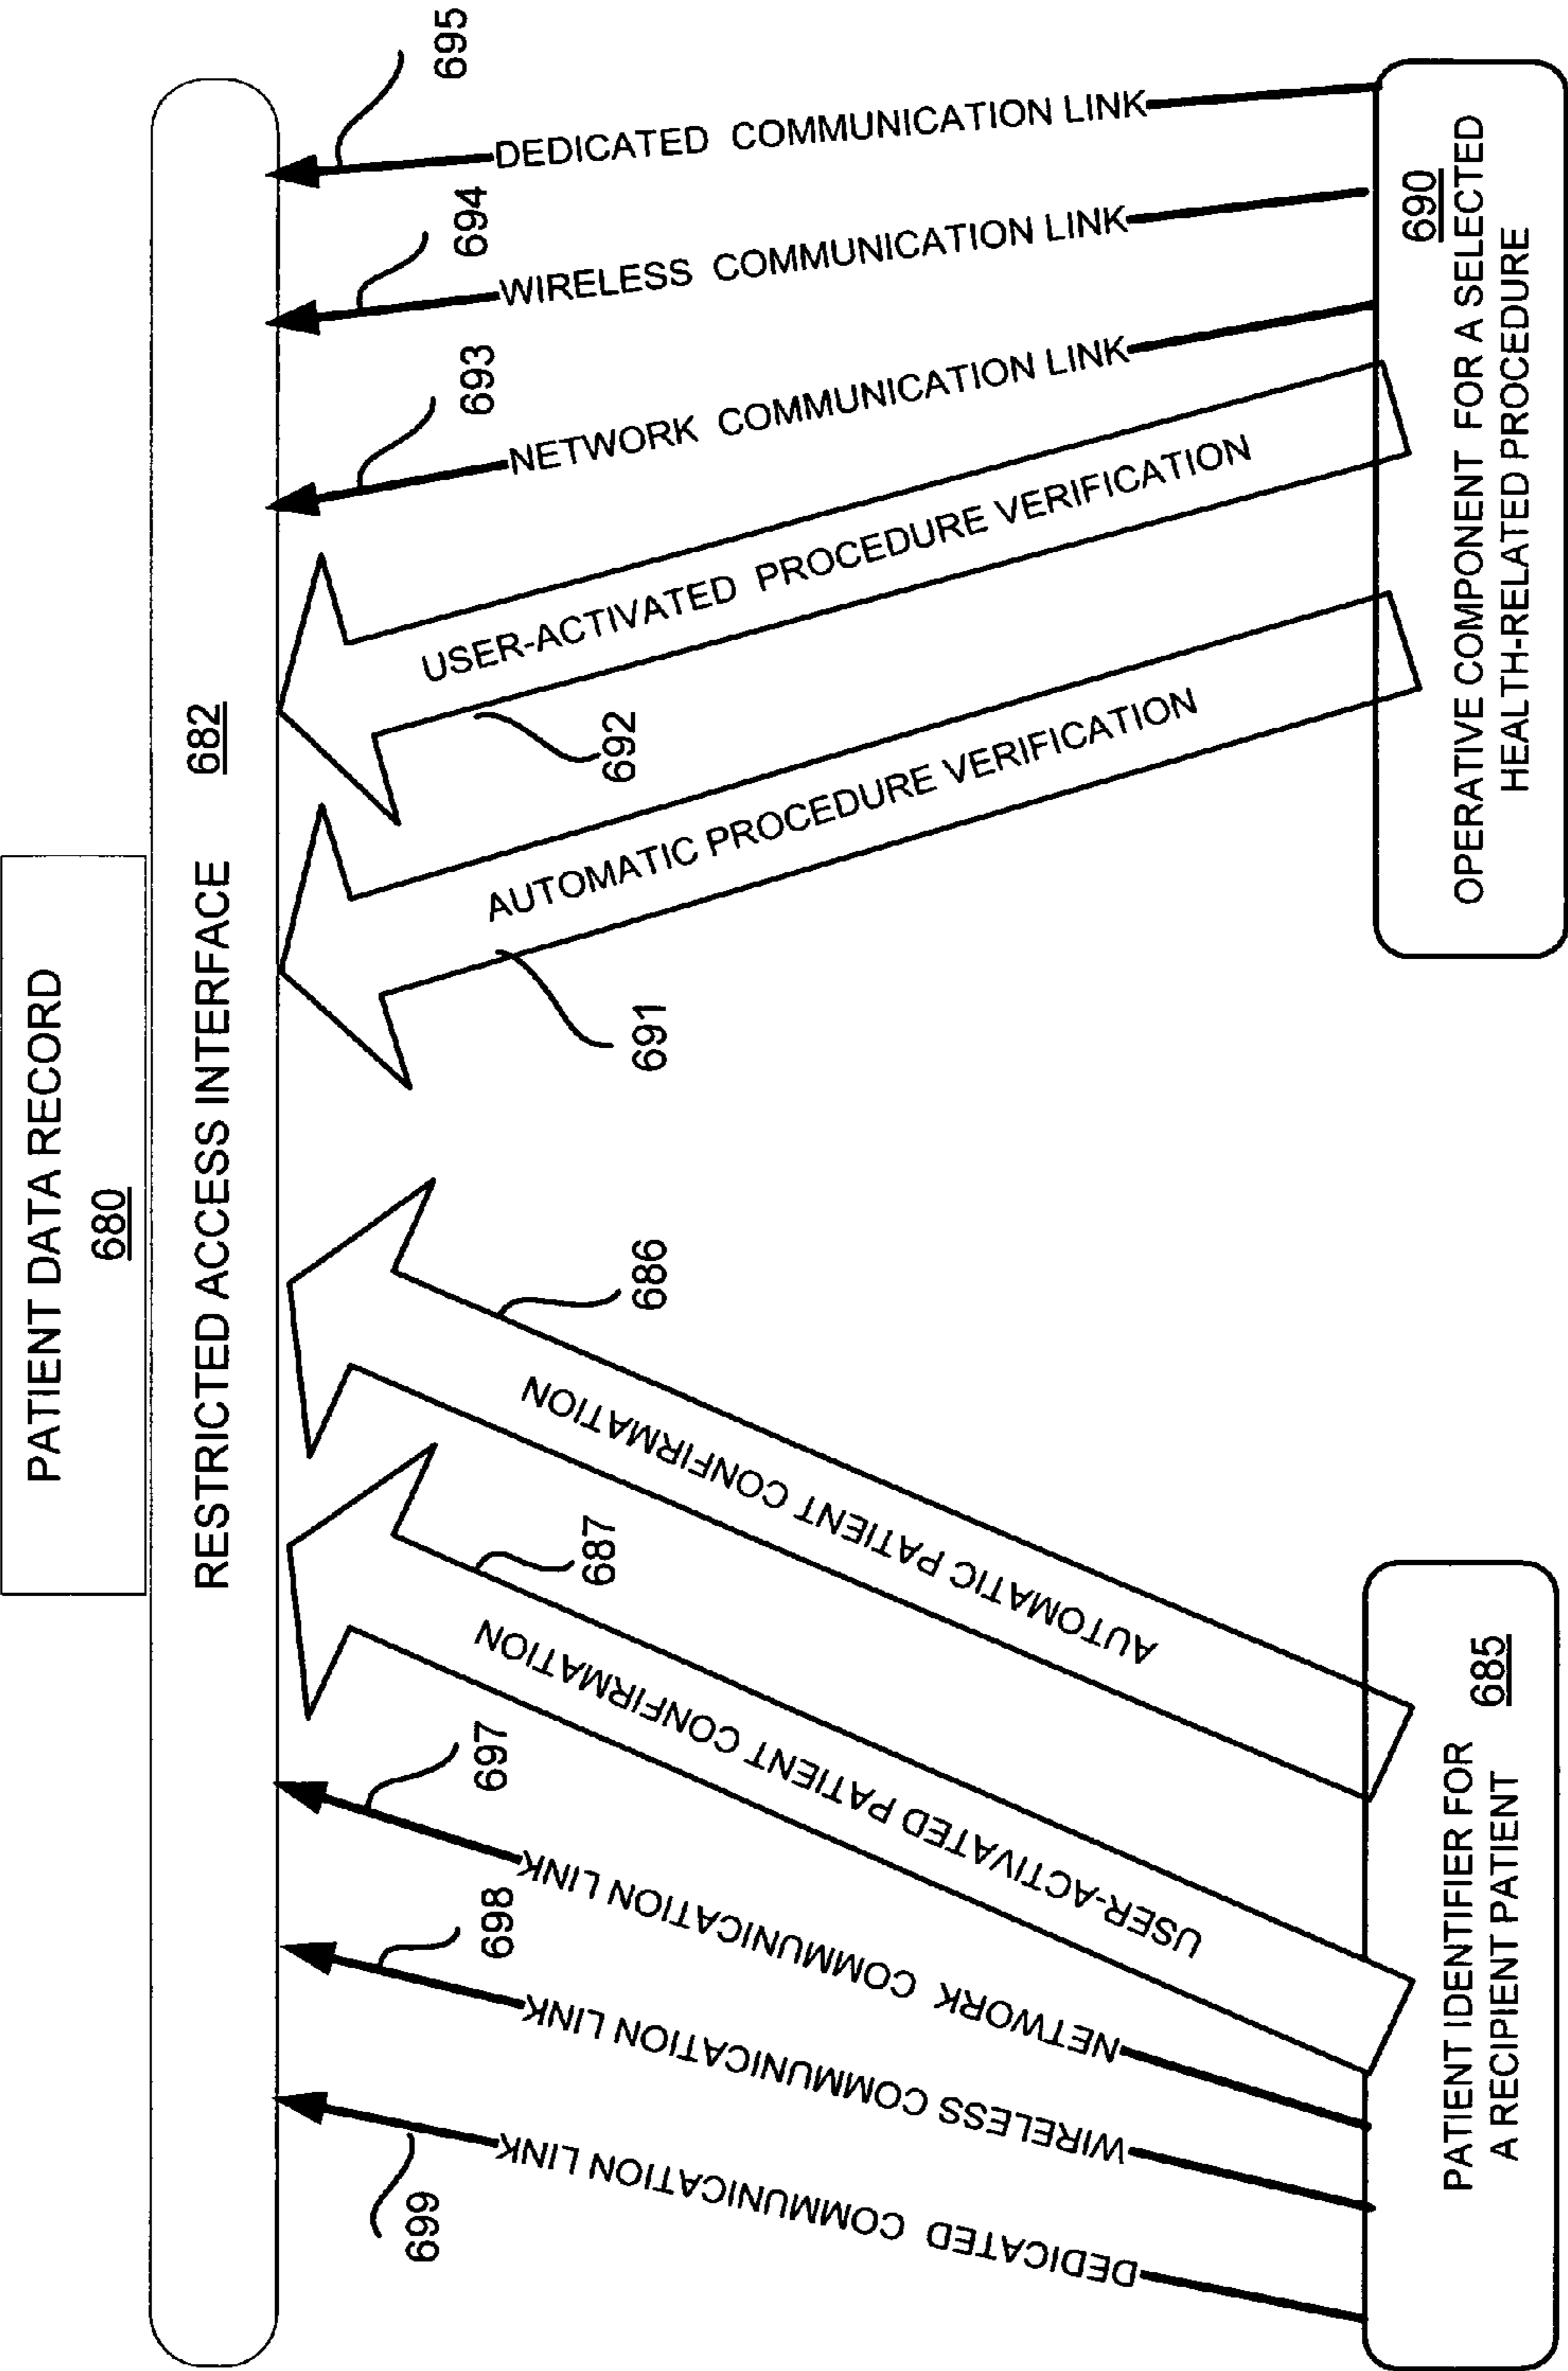 PATIENT DATA RECORD
680
RESTRICTED ACCESS INTERFACE 682
699
698
697
687
686
691
692
693
694
695
DEDICATED COMMUNICATION LINK
WIRELESS COMMUNICATION LINK
NETWORK COMMUNICATION LINK
USER-ACTIVATED PATIENT CONFIRMATION
AUTOMATIC PATIENT CONFIRMATION
AUTOMATIC PROCEDURE VERIFICATION
USER-ACTIVATED PROCEDURE VERIFICATION
NETWORK COMMUNICATION LINK
WIRELESS COMMUNICATION LINK
DEDICATED COMMUNICATION LINK
PATIENT IDENTIFIER FOR
A RECIPIENT PATIENT
685
690
OPERATIVE COMPONENT FOR A SELECTED
HEALTH-RELATED PROCEDURE